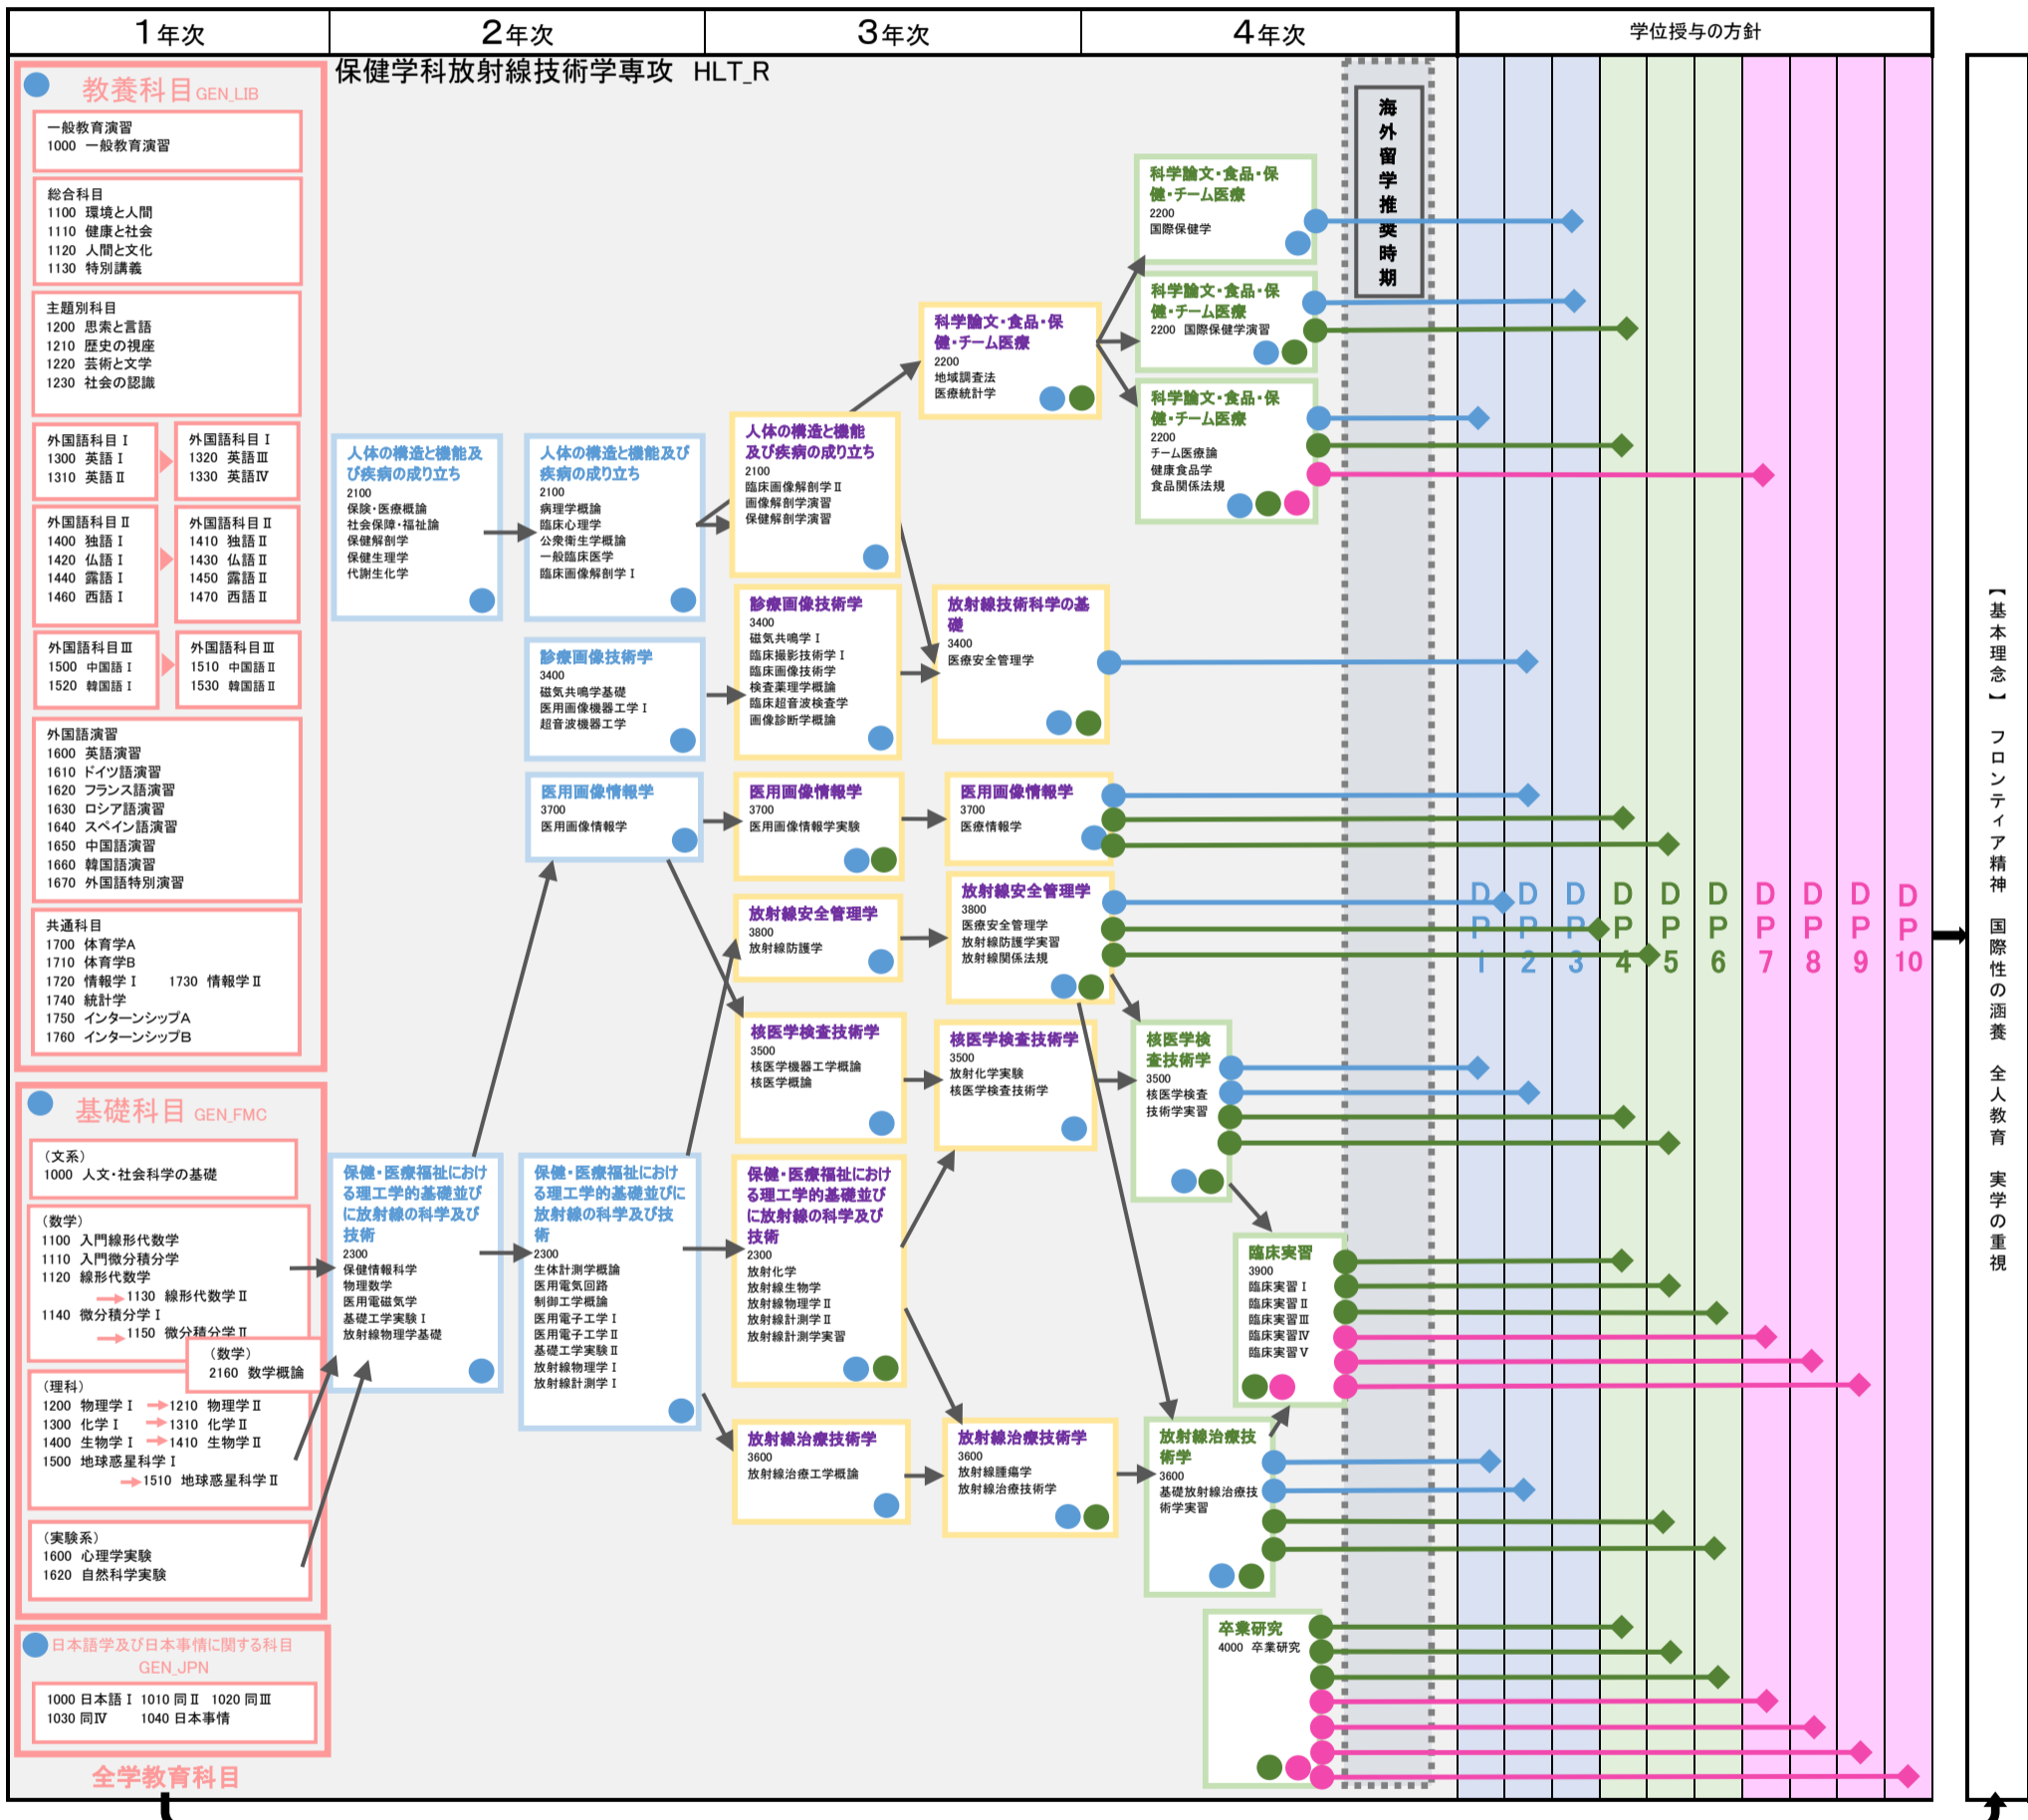 1年次
2年次
3年次
4年次
学位授与の方針
保健学科放射線技術学専攻 HLT_R
教養科目 GEN_LIB
一般教育演習
1000 一般教育演習
総合科目
1100 環境と人間
1110 健康と社会
1120 人間と文化
1130 特別講義
主題別科目
1200 思索と言語
1210 歴史の視座
1220 芸術と文学
1230 社会の認識
外国語科目Ⅰ
1300 英語Ⅰ
1310 英語Ⅱ
外国語科目Ⅰ
1320 英語Ⅲ
1330 英語Ⅳ
外国語科目Ⅱ
1400 独語Ⅰ
1420 仏語Ⅰ
1440 露語Ⅰ
1460 西語Ⅰ
外国語科目Ⅱ
1410 独語Ⅱ
1430 仏語Ⅱ
1450 露語Ⅱ
1470 西語Ⅱ
外国語科目Ⅲ
1500 中国語Ⅰ
1520 韓国語Ⅰ
外国語科目Ⅲ
1510 中国語Ⅱ
1530 韓国語Ⅱ
外国語演習
1600 英語演習
1610 ドイツ語演習
1620 フランス語演習
1630 ロシア語演習
1640 スペイン語演習
1650 中国語演習
1660 韓国語演習
1670 外国語特別演習
共通科目
1700 体育学A
1710 体育学B
1720 情報学Ⅰ 1730 情報学Ⅱ
1740 統計学
1750 インターンシップA
1760 インターンシップB
基礎科目 GEN_FMC
（文系）
1000 人文・社会科学の基礎
（数学）
1100 入門線形代数学
1110 入門微分積分学
1120 線形代数学
1130 線形代数学Ⅱ
1140 微分積分学Ⅰ
1150 微分積分学Ⅱ
（数学）
2160 数学概論
（理科）
1200 物理学Ⅰ 1210 物理学Ⅱ
1300 化学Ⅰ 1310 化学Ⅱ
1400 生物学Ⅰ 1410 生物学Ⅱ
1500 地球惑星科学Ⅰ
1510 地球惑星科学Ⅱ
（実験系）
1600 心理学実験
1620 自然科学実験
日本語学及び日本事情に関する科目
GEN_JPN
1000 日本語Ⅰ 1010 同Ⅱ 1020 同Ⅲ
1030 同Ⅳ 1040 日本事情
全学教育科目
人体の構造と機能及
び疾病の成り立ち
2100
保険・医療概論
社会保障・福祉論
保健解剖学
保健生理学
代謝生化学
保健・医療福祉におけ
る理工学的基礎並び
に放射線の科学及び
技術
2300
保健情報科学
物理数学
医用電磁気学
基礎工学実験Ⅰ
放射線物理学基礎
人体の構造と機能及び
疾病の成り立ち
2100
病理学概論
臨床心理学
公衆衛生学概論
一般臨床医学
臨床画像解剖学Ⅰ
診療画像技術学
3400
磁気共鳴学基礎
医用画像機器工学Ⅰ
超音波機器工学
医用画像情報学
3700
医用画像情報学
保健・医療福祉におけ
る理工学的基礎並びに
放射線の科学及び技
術
2300
生体計測学概論
医用電気回路
制御工学概論
医用電子工学Ⅰ
医用電子工学Ⅱ
基礎工学実験Ⅱ
放射線物理学Ⅰ
放射線計測学Ⅰ
人体の構造と機能
及び疾病の成り立ち
2100
臨床画像解剖学Ⅱ
画像解剖学演習
保健解剖学演習
診療画像技術学
3400
磁気共鳴学Ⅰ
臨床撮影技術学Ⅰ
臨床画像技術学
検査薬理学概論
臨床超音波検査学
画像診断学概論
医用画像情報学
3700
医用画像情報学実験
放射線安全管理学
3800
放射線防護学
核医学検査技術学
3500
核医学機器工学概論
核医学概論
保健・医療福祉におけ
る理工学的基礎並び
に放射線の科学及び
技術
2300
放射化学
放射線生物学
放射線物理学Ⅱ
放射線計測学Ⅱ
放射線計測学実習
放射線治療技術学
3600
放射線治療工学概論
科学論文・食品・保
健・チーム医療
2200
地域調査法
医療統計学
放射線技術科学の基
礎
3400
医療安全管理学
医用画像情報学
3700
医療情報学
放射線安全管理学
3800
医療安全管理学
放射線防護学実習
放射線関係法規
核医学検査技術学
3500
放射化学実験
核医学検査技術学
放射線治療技術学
3600
放射線腫瘍学
放射線治療技術学
科学論文・食品・保
健・チーム医療
2200
国際保健学
科学論文・食品・保
健・チーム医療
2200 国際保健学演習
科学論文・食品・保
健・チーム医療
2200
チーム医療論
健康食品学
食品関係法規
核医学検
査技術学
3500
核医学検査
技術学実習
臨床実習
3900
臨床実習Ⅰ
臨床実習Ⅱ
臨床実習Ⅲ
臨床実習Ⅳ
臨床実習Ⅴ
放射線治療技
術学
3600
基礎放射線治療技
術学実習
卒業研究
4000 卒業研究
海外留学推奨時期
DP1
DP2
DP3
DP4
DP5
DP6
DP7
DP8
DP9
DP10
【基本理念】 フロンティア精神 国際性の涵養 全人教育 実学の重視